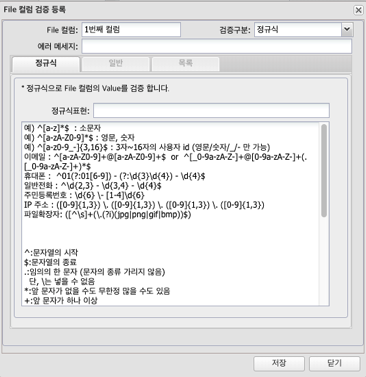 File 컬럼 검증 등록
File 컬럼: 1번째 컬럼 검증구분: 정규식
에러 메세지:
정규식 일반 목록
* 정규식으로 File 컬럼의 Value를 검증 합니다.
정규식표현:
예) ^[a-z]*$ : 소문자
예) ^[a-zA-Z0-9]*$ : 영문, 숫자
예) ^[a-z0-9_-]{3,16}$ : 3자~16자의 사용자 id (영문/숫자/_/- 만 가능)
이메일 : ^[a-zA-Z0-9]+@[a-zA-Z0-9]+$ or ^[_0-9a-zA-Z-]+@[0-9a-zA-Z-]+(.
[_0-9a-zA-Z-]+)*$
휴대폰 : ^01(?:01[6-9]) - (?:\d{3}\d{4}) - \d{4}$
일반전화 : ^\d{2,3} - \d{3,4} - \d{4}$
주민등록번호 : \d{6} \- [1-4]\d{6}
IP 주소 : ([0-9]{1,3}) \. ([0-9]{1,3}) \. ([0-9]{1,3}) \. ([0-9]{1,3})
파일확장자: ([^\s]+(\.(?i)(jpg|png|gif|bmp))$)
^:문자열의 시작
$:문자열의 종료
.:임의의 한 문자 (문자의 종류 가리지 않음)
단, \는 넣을 수 없음
*:앞 문자가 없을 수도 무한정 많을 수도 있음
+:앞 문자가 하나 이상
저장 닫기